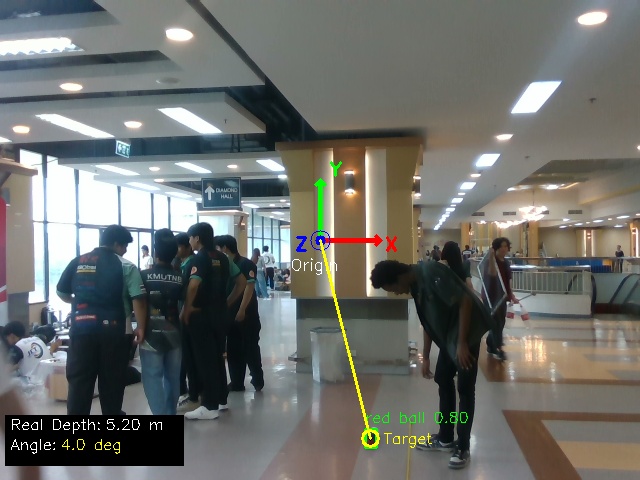 DIAMOND
HALL
Y
Z
X
Origin
KMUTNB
red ball 0.80
Target
Real Depth: 5.20 m
Angle: 4.0 deg